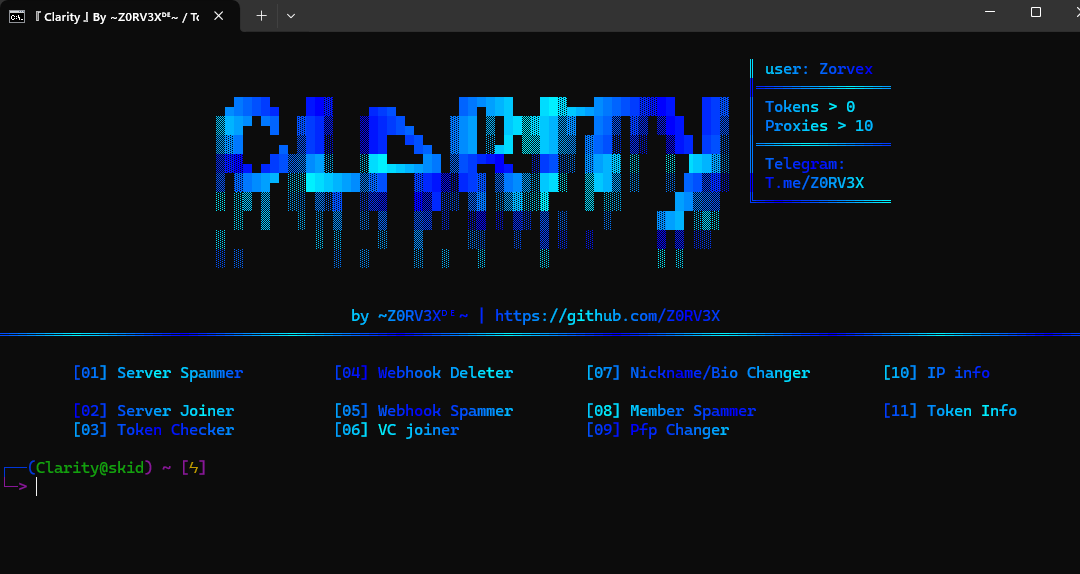 『 Clarity 』By ~Z0RV3Xᴰᴱ~ / To
user: Zorvex
CLARITY
Tokens > 0
Proxies > 10
Telegram:
T.me/Z0RV3X
by ~Z0RV3X ~ | https://github.com/Z0RV3X
[01] Server Spammer [04] Webhook Deleter [07] Nickname/Bio Changer [10] IP info
[02] Server Joiner [05] Webhook Spammer [08] Member Spammer [11] Token Info
[03] Token Checker [06] VC joiner [09] Pfp Changer
┌──(Clarity@skid) ~ [ϟ]
└─>